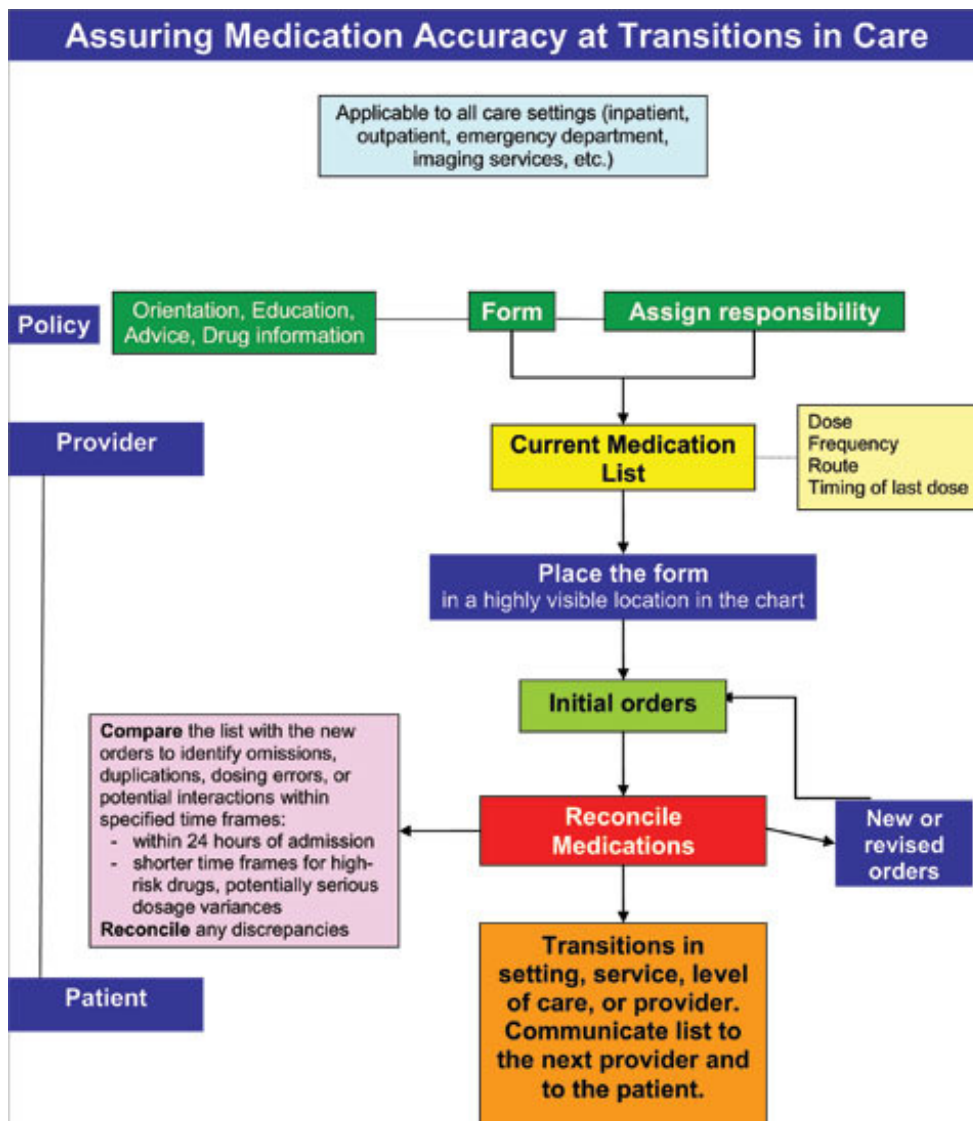 Assuring Medication Accuracy at Transitions in Care
Applicable to all care settings (inpatient,
outpatient, emergency department,
imaging services, etc.)
Policy
Orientation, Education,
Advice, Drug information
Form
Assign responsibility
Provider
Current Medication
List
Dose
Frequency
Route
Timing of last dose
Place the form
in a highly visible location in the chart
Initial orders
Compare the list with the new
orders to identify omissions,
duplications, dosing errors, or
potential interactions within
specified time frames:
- within 24 hours of admission
- shorter time frames for high-
risk drugs, potentially serious
dosage variances
Reconcile any discrepancies
Reconcile
Medications
New or
revised
orders
Patient
Transitions in
setting, service, level
of care, or provider.
Communicate list to
the next provider and
to the patient.